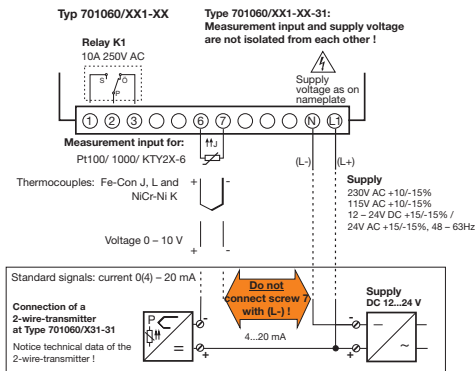 Typ 701060/XX1-XX
Type 701060/XX1-XX-31:
Measurement input and supply voltage
are not isolated from each other !
Relay K1
10A 250V AC
S Ö
P
Supply
voltage as on
nameplate
1 2 3 6 7 N L1
Measurement input for:
Pt100/ 1000/ KTY2X-6
(L-) (L+)
Thermocouples: Fe-Con J, L and
NiCr-Ni K
+ -
Supply
230V AC +10/-15%
115V AC +10/-15%
12 – 24V DC +15/-15% /
24V AC +15/-15%, 48 – 63Hz
Voltage 0 – 10 V
+ -
Standard signals: current 0(4) – 20 mA
Do not
connect screw 7
with (L-) !
Supply
DC 12...24 V
Connection of a
2-wire-transmitter
at Type 701060/X31-31
Notice technical data of the
2-wire-transmitter !
P
- +
4...20 mA
- +